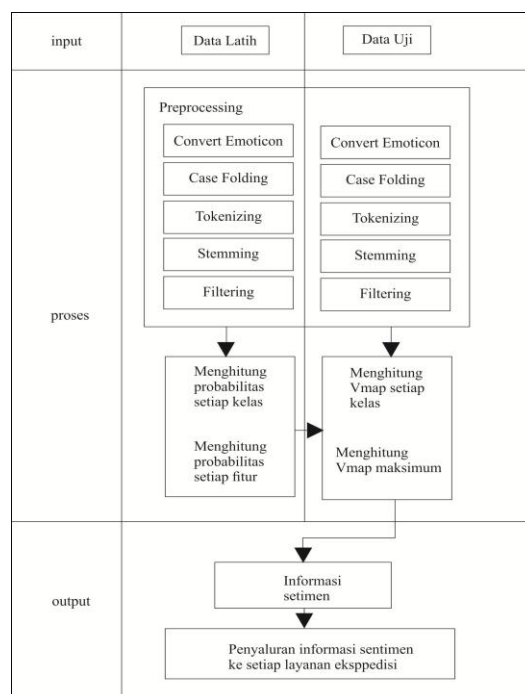 input
Data Latih
Data Uji
proses
Preprocessing
Convert Emoticon
Case Folding
Tokenizing
Stemming
Filtering
Convert Emoticon
Case Folding
Tokenizing
Stemming
Filtering
Menghitung
probabilitas
setiap kelas
Menghitung
probabilitas
setiap fitur
Menghitung
Vmap setiap
kelas
Menghitung
Vmap maksimum
output
Informasi
setimen
Penyaluran informasi sentimen
ke setiap layanan eksppedisi